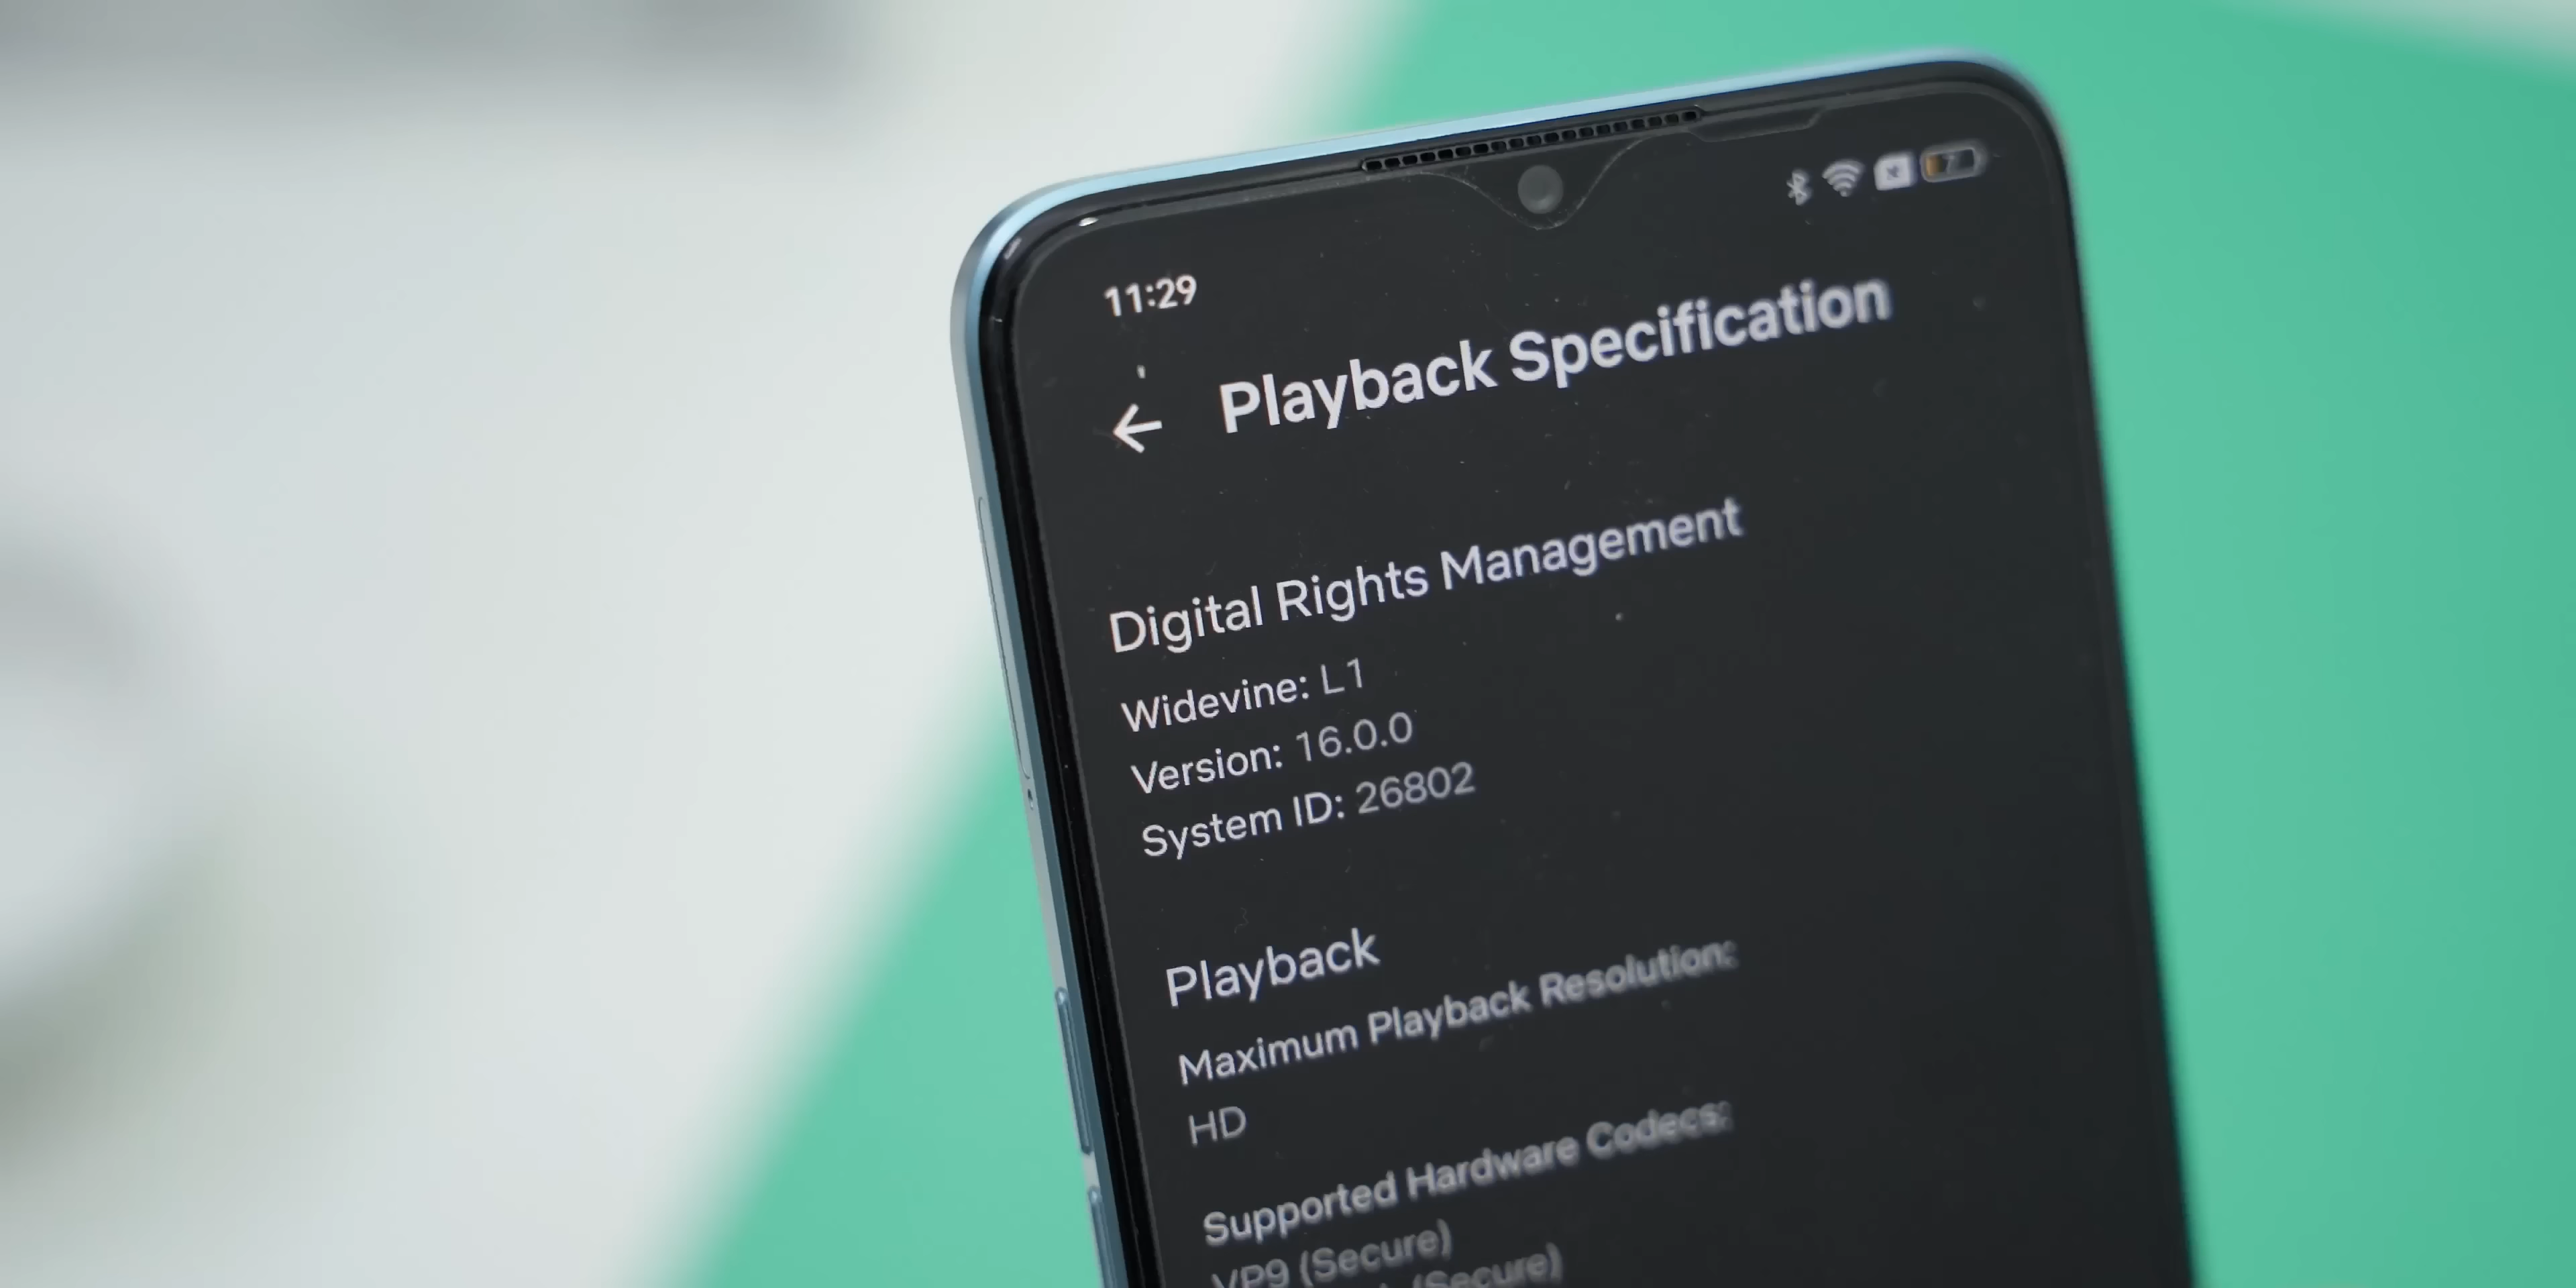 11:29
Playback Specification
Digital Rights Management
Widevine: L1
Version: 16.0.0
System ID: 26802
Playback
Maximum Playback Resolution:
HD
Supported Hardware Codecs:
VP9 (Secure)
(Secure)